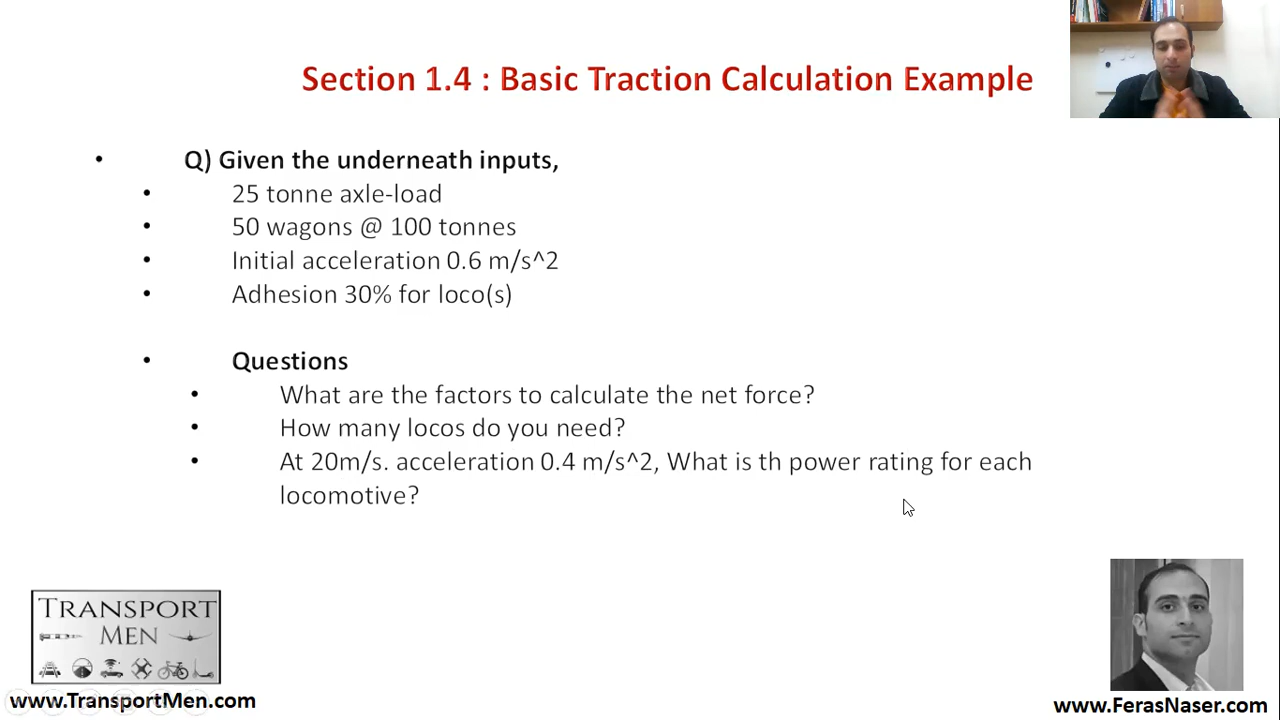 Section 1.4 : Basic Traction Calculation Example
• Q) Given the underneath inputs,
• 25 tonne axle-load
• 50 wagons @ 100 tonnes
• Initial acceleration 0.6 m/s^2
• Adhesion 30% for loco(s)
• Questions
• What are the factors to calculate the net force?
• How many locos do you need?
• At 20m/s. acceleration 0.4 m/s^2, What is th power rating for each
locomotive?
TRANSPORT
MEN
www.TransportMen.com
www.FerasNaser.com